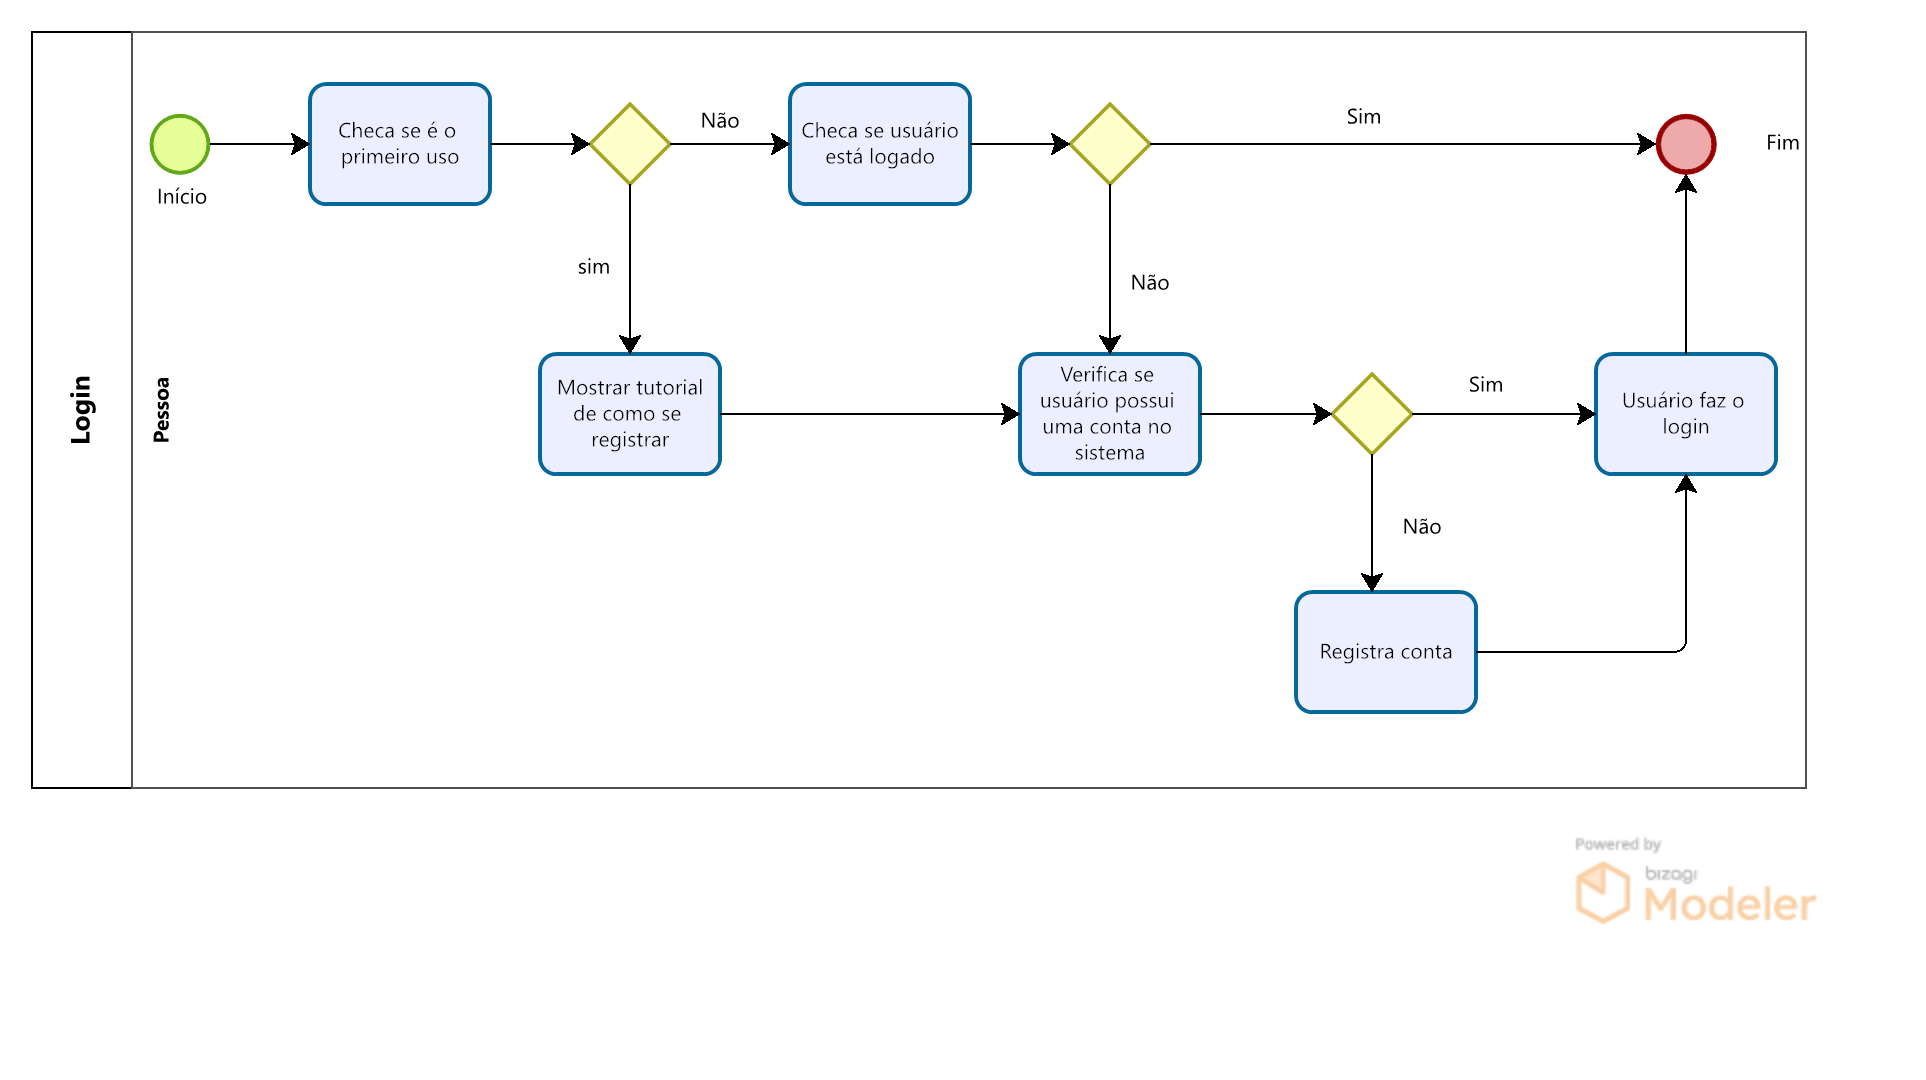 Login
Pessoa
Início
Checa se é o
primeiro uso
Não
sim
Checa se usuário
está logado
Sim
Não
Fim
Mostrar tutorial
de como se
registrar
Verifica se
usuário possui
uma conta no
sistema
Sim
Não
Usuário faz o
login
Registra conta
Powered by
bizagi
Modeler